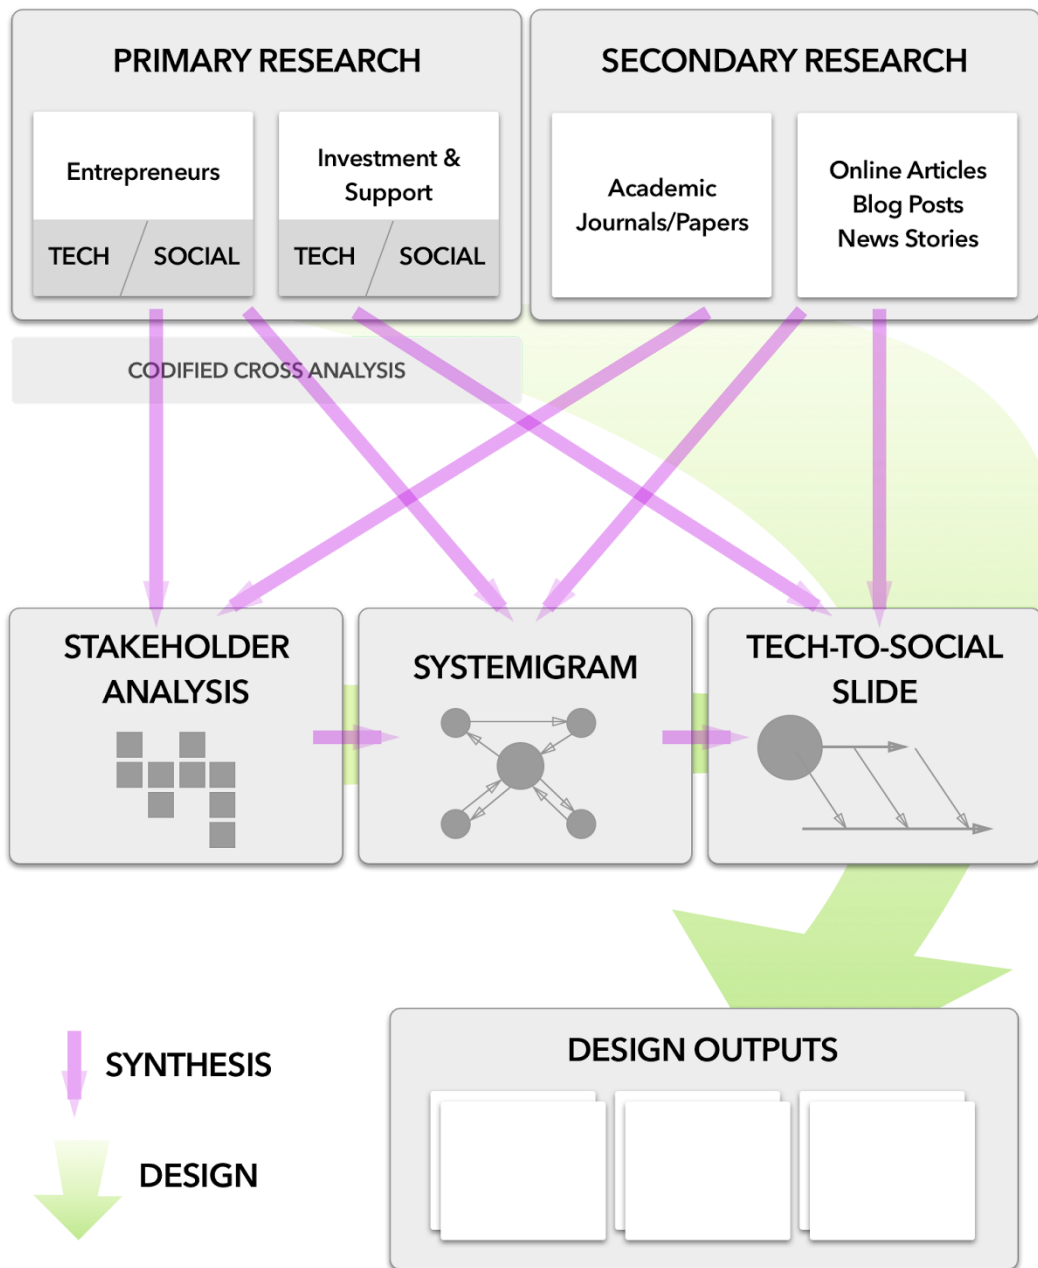 PRIMARY RESEARCH
Entrepreneurs
TECH
SOCIAL
Investment &
Support
TECH
SOCIAL
SECONDARY RESEARCH
Academic
Journals/Papers
Online Articles
Blog Posts
News Stories
CODIFIED CROSS ANALYSIS
STAKEHOLDER
ANALYSIS
SYSTEMIGRAM
TECH-TO-SOCIAL
SLIDE
SYNTHESIS
DESIGN
DESIGN OUTPUTS